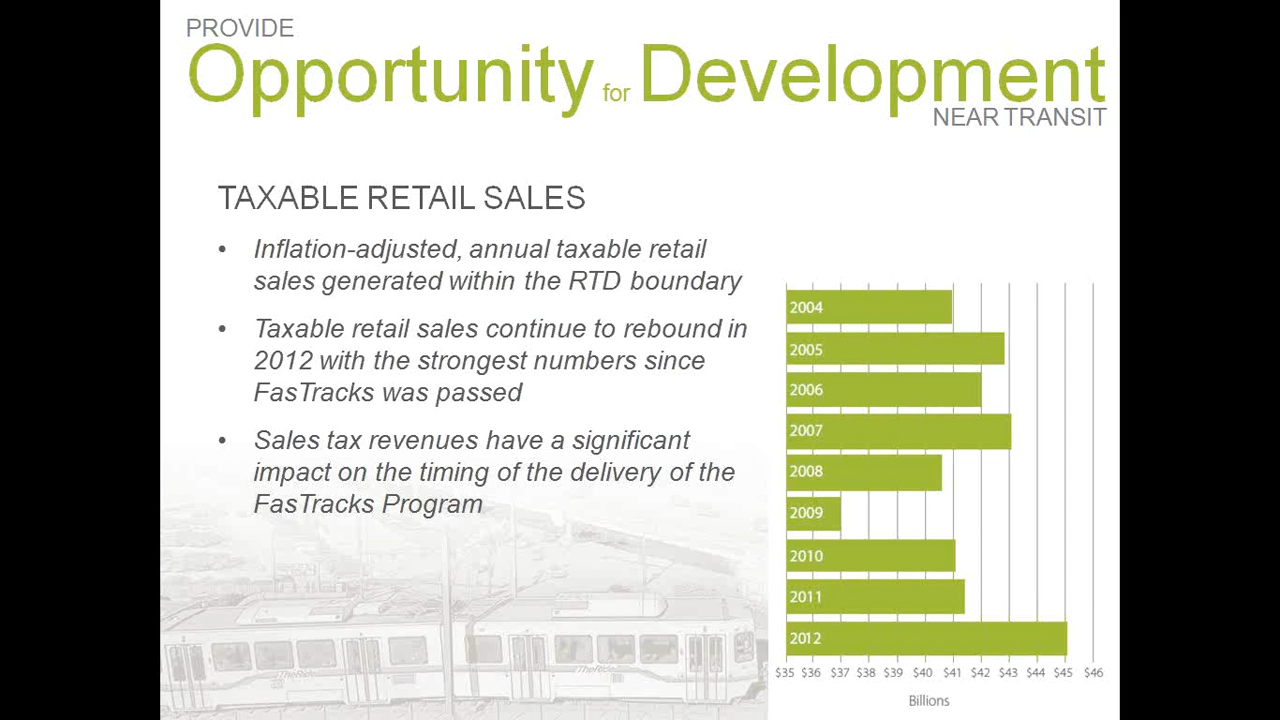 PROVIDE
Opportunity for Development
NEAR TRANSIT
TAXABLE RETAIL SALES
• Inflation-adjusted, annual taxable retail
sales generated within the RTD boundary
• Taxable retail sales continue to rebound in
2012 with the strongest numbers since
FasTracks was passed
• Sales tax revenues have a significant
impact on the timing of the delivery of the
FasTracks Program
2004
2005
2006
2007
2008
2009
2010
2011
2012
$35 $36 $37 $38 $39 $40 $41 $42 $43 $44 $45 $46
Billions
TheRide
TheRide